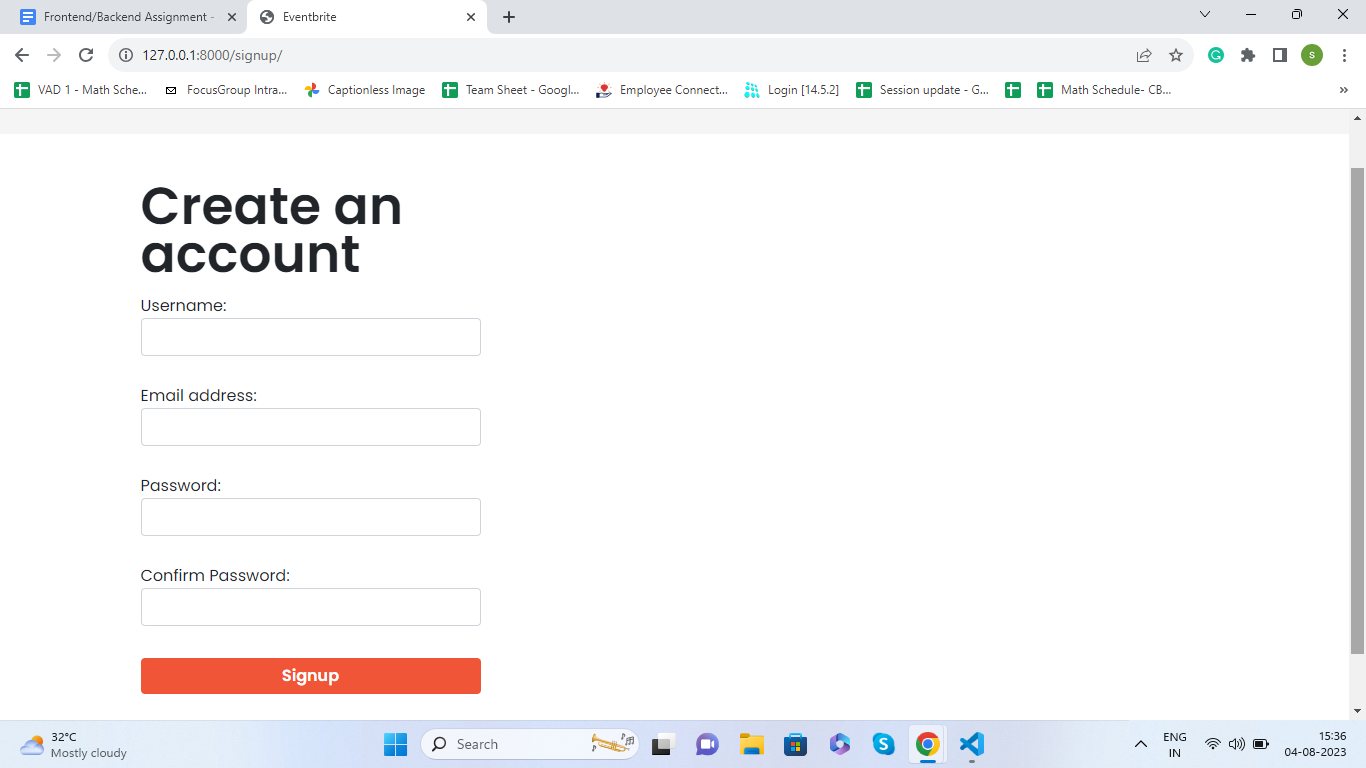 Frontend/Backend Assignment -
Eventbrite
127.0.0.1:8000/signup/
S
VAD 1 - Math Sche...
FocusGroup Intra...
Captionless Image
Team Sheet - Googl...
Employee Connect...
Login [14.5.2]
Session update - G...
Math Schedule- CB...
»
Create an
account
Username:
Email address:
Password:
Confirm Password:
Signup
32°C
Mostly cloudy
Search
ENG
IN
15:36
04-08-2023